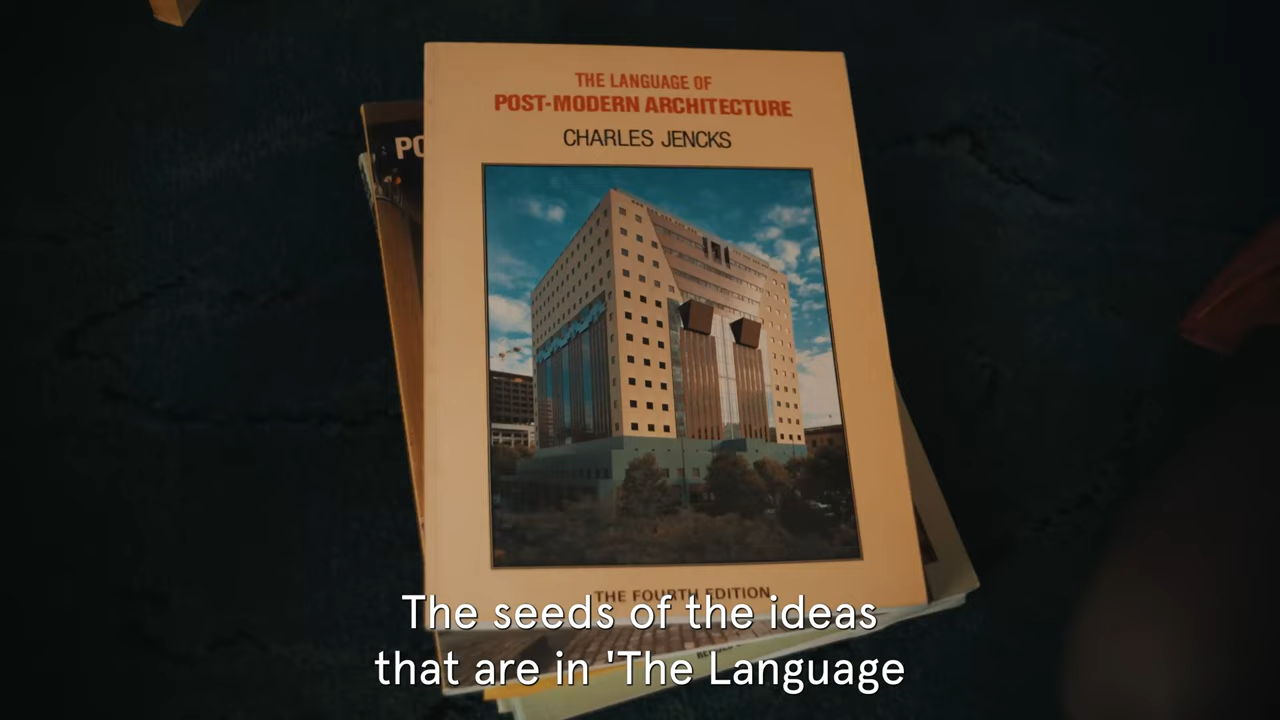 THE LANGUAGE OF
POST-MODERN ARCHITECTURE
CHARLES JENCKS
PO
THE FOURTH EDITION
The seeds of the ideas
that are in 'The Language